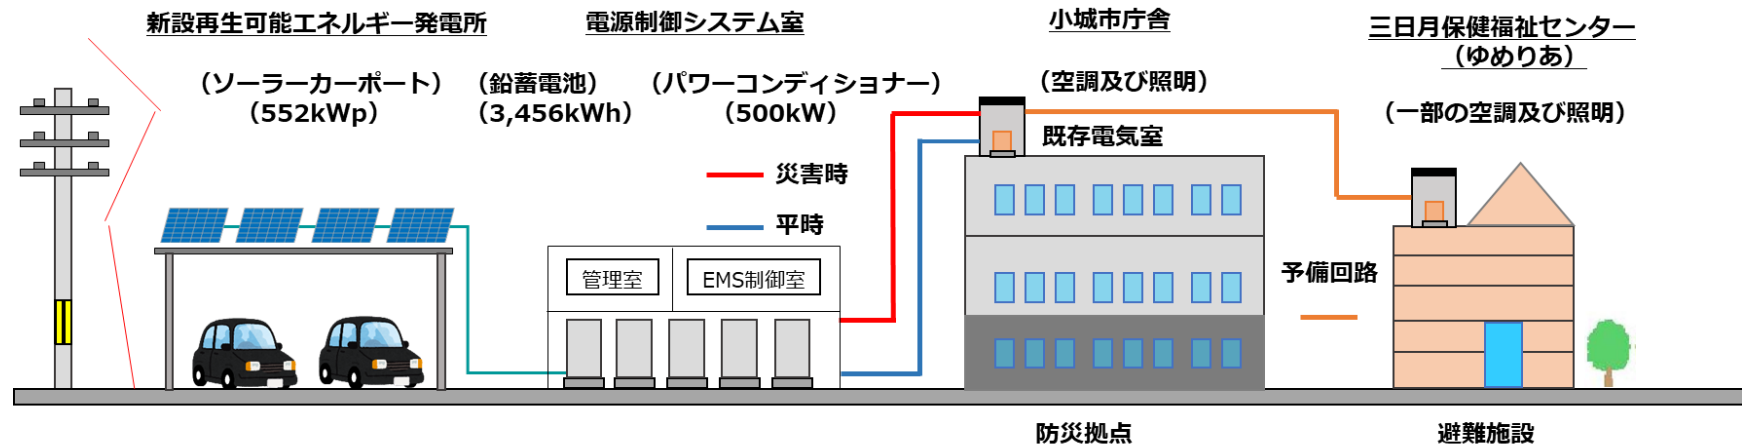 新設再生可能エネルギー発電所
電源制御システム室
小城市庁舎
三日月保健福祉センター
（ゆめりあ）
（ソーラーカーポート）
（552kWp）
（鉛蓄電池）
（3,456kWh）
（パワーコンディショナー）
（500kW）
（空調及び照明）
（一部の空調及び照明）
既存電気室
災害時
平時
管理室
EMS制御室
予備回路
防災拠点
避難施設